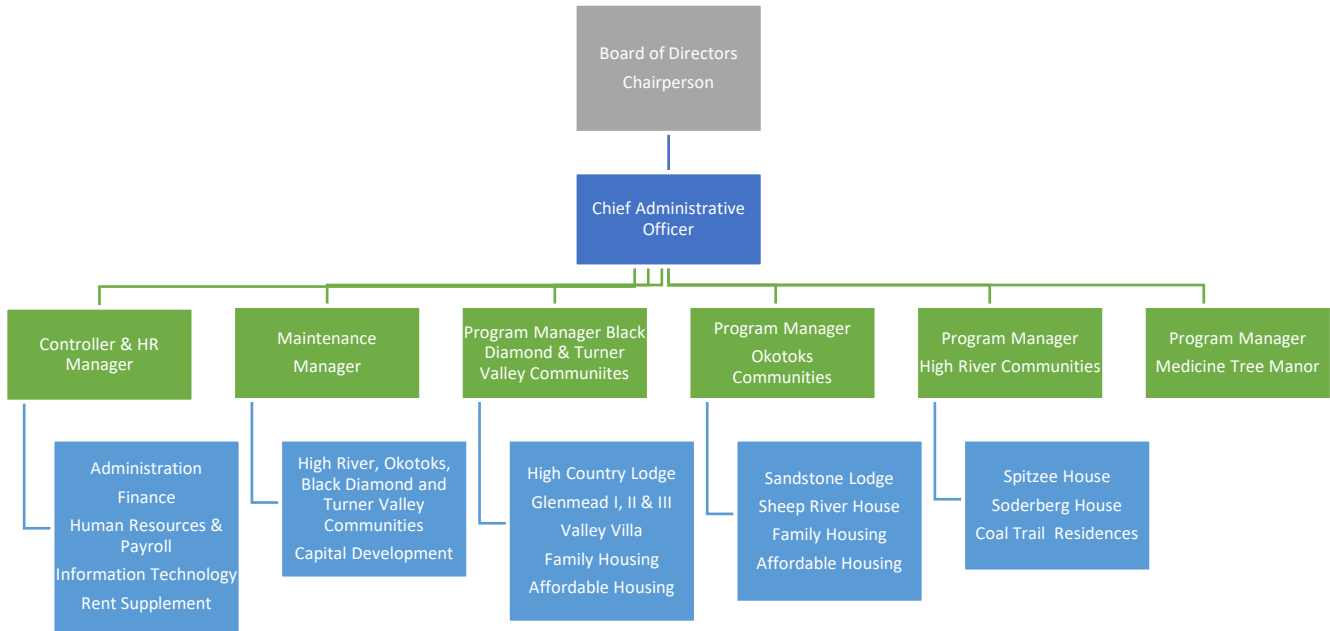 Board of Directors
Chairperson
Chief Administrative
Officer
Controller & HR
Manager
Maintenance
Manager
Program Manager Black
Diamond & Turner
Valley Communiites
Program Manager
Okotoks
Communities
Program Manager
High River Communities
Program Manager
Medicine Tree Manor
Administration
Finance
Human Resources &
Payroll
Information Technology
Rent Supplement
High River, Okotoks,
Black Diamond and
Turner Valley
Communities
Capital Development
High Country Lodge
Glenmead I, II & III
Valley Villa
Family Housing
Affordable Housing
Sandstone Lodge
Sheep River House
Family Housing
Affordable Housing
Spitzee House
Soderberg House
Coal Trail Residences